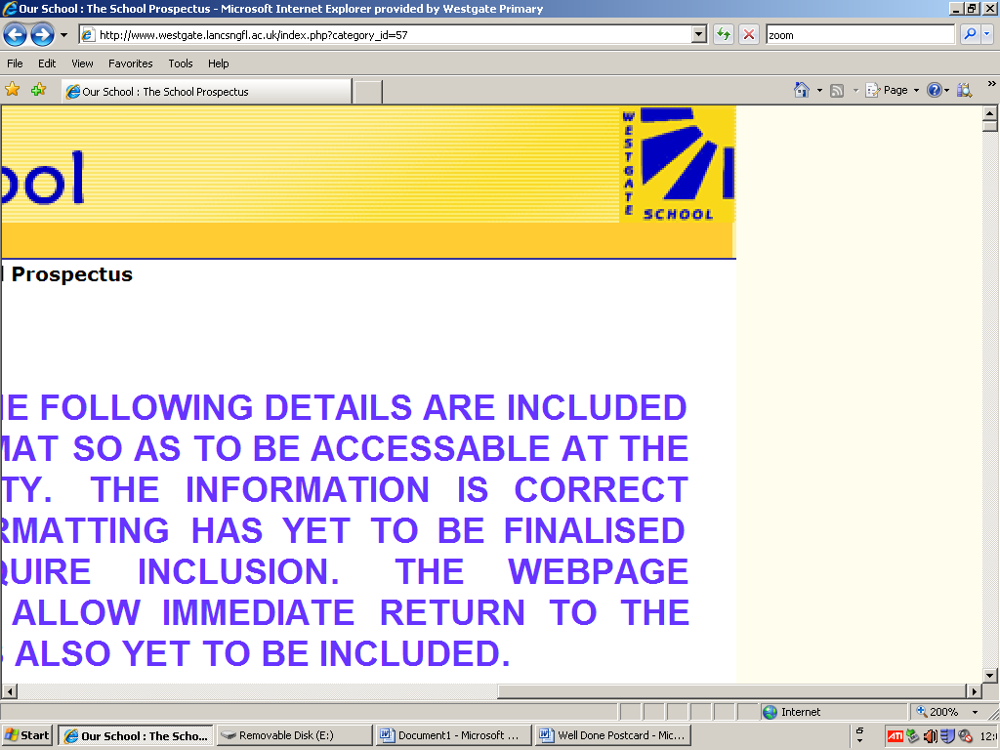 Our School : The School Prospectus - Microsoft Internet Explorer provided by Westgate Primary
http://www.westgate.lancsngfl.ac.uk/index.php?category_id=57
zoom
File Edit View Favorites Tools Help
Our School : The School Prospectus
Page
ool
WESTGATE
SCHOOL
l Prospectus
E FOLLOWING DETAILS ARE INCLUDED
MAT SO AS TO BE ACCESSABLE AT THE
TY. THE INFORMATION IS CORRECT
RMATTING HAS YET TO BE FINALISED
QUIRE INCLUSION. THE WEBPAGE
ALLOW IMMEDIATE RETURN TO THE
S ALSO YET TO BE INCLUDED.
Internet
200%
Start
Our School : The Scho...
Removable Disk (E:)
Document1 - Microsoft ...
Well Done Postcard - Mic...
ATI
12: